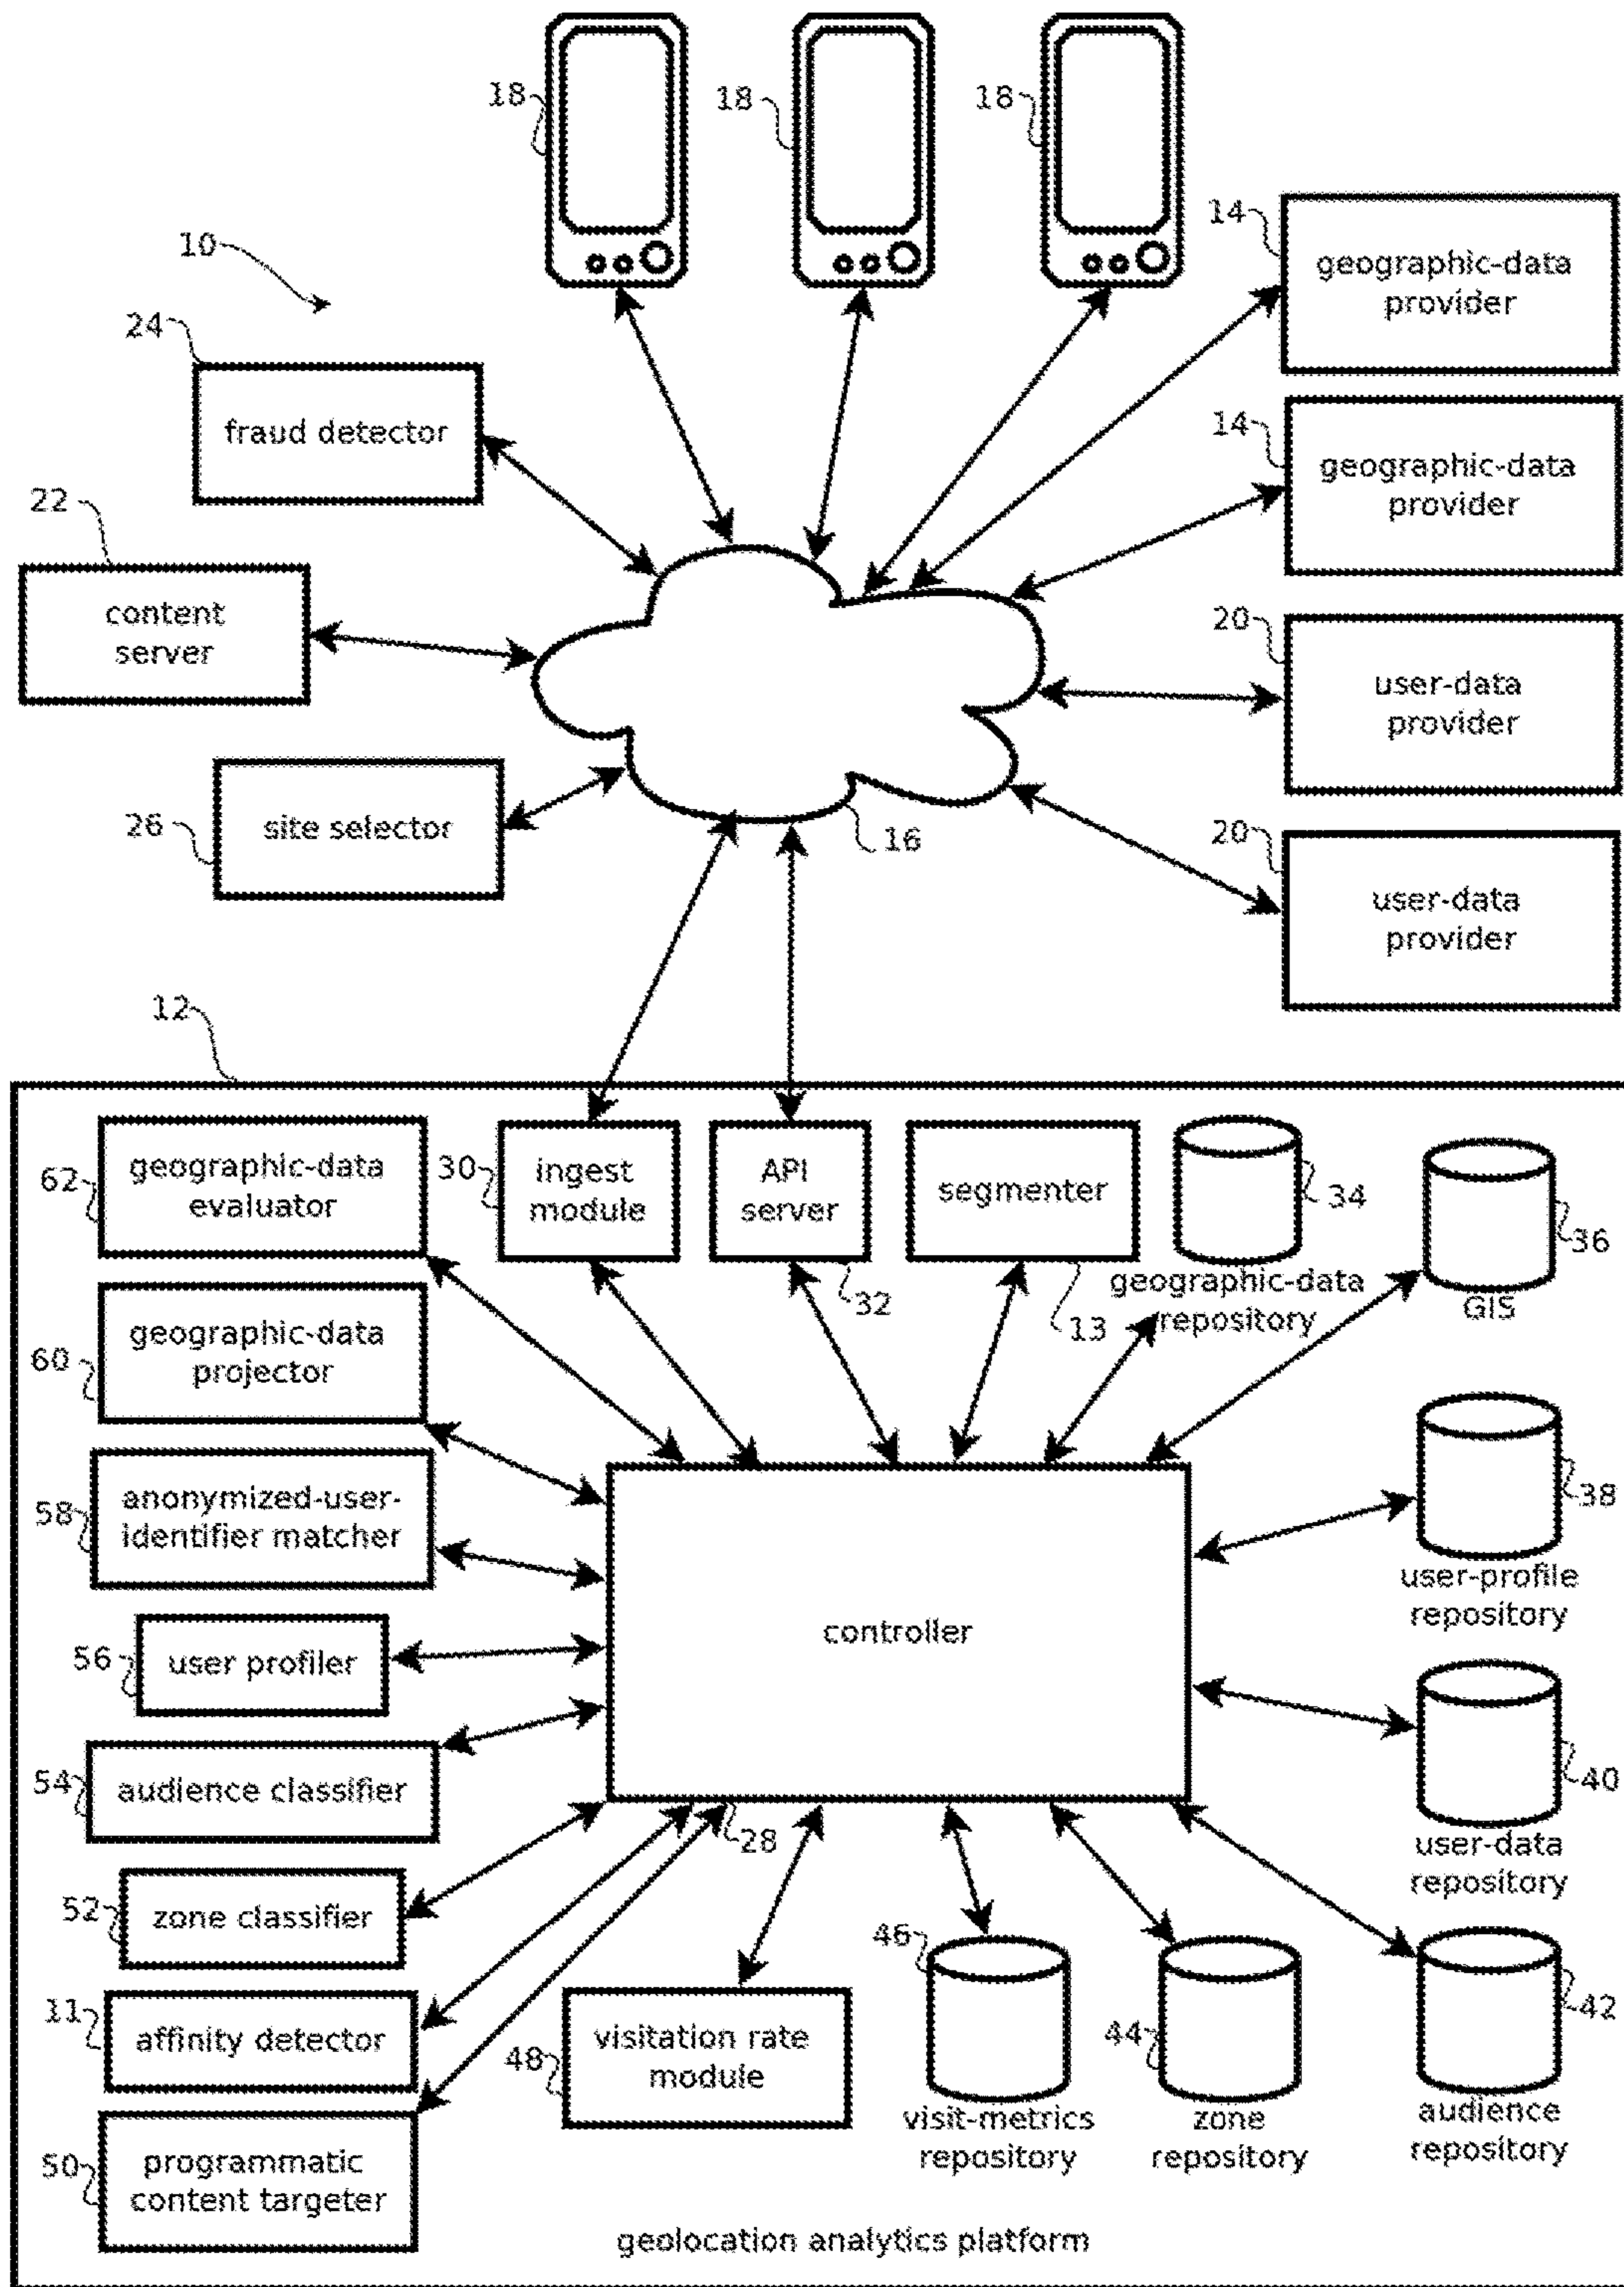 18
18
18
10
14
geographic-data
provider
24
fraud detector
14
geographic-data
provider
22
content
server
20
user-data
provider
26
site selector
16
20
user-data
provider
12
62
geographic-data
evaluator
30
ingest
module
API
server
32
segmenter
13
34
geographic-data
repository
36
GIS
60
geographic-data
projector
58
anonymized-user-
identifier matcher
38
user-profile
repository
controller
28
56
user profiler
54
audience classifier
40
user-data
repository
52
zone classifier
11
affinity detector
48
visitation rate
module
46
visit-metrics
repository
44
zone
repository
42
audience
repository
50
programmatic
content targeter
geolocation analytics platform